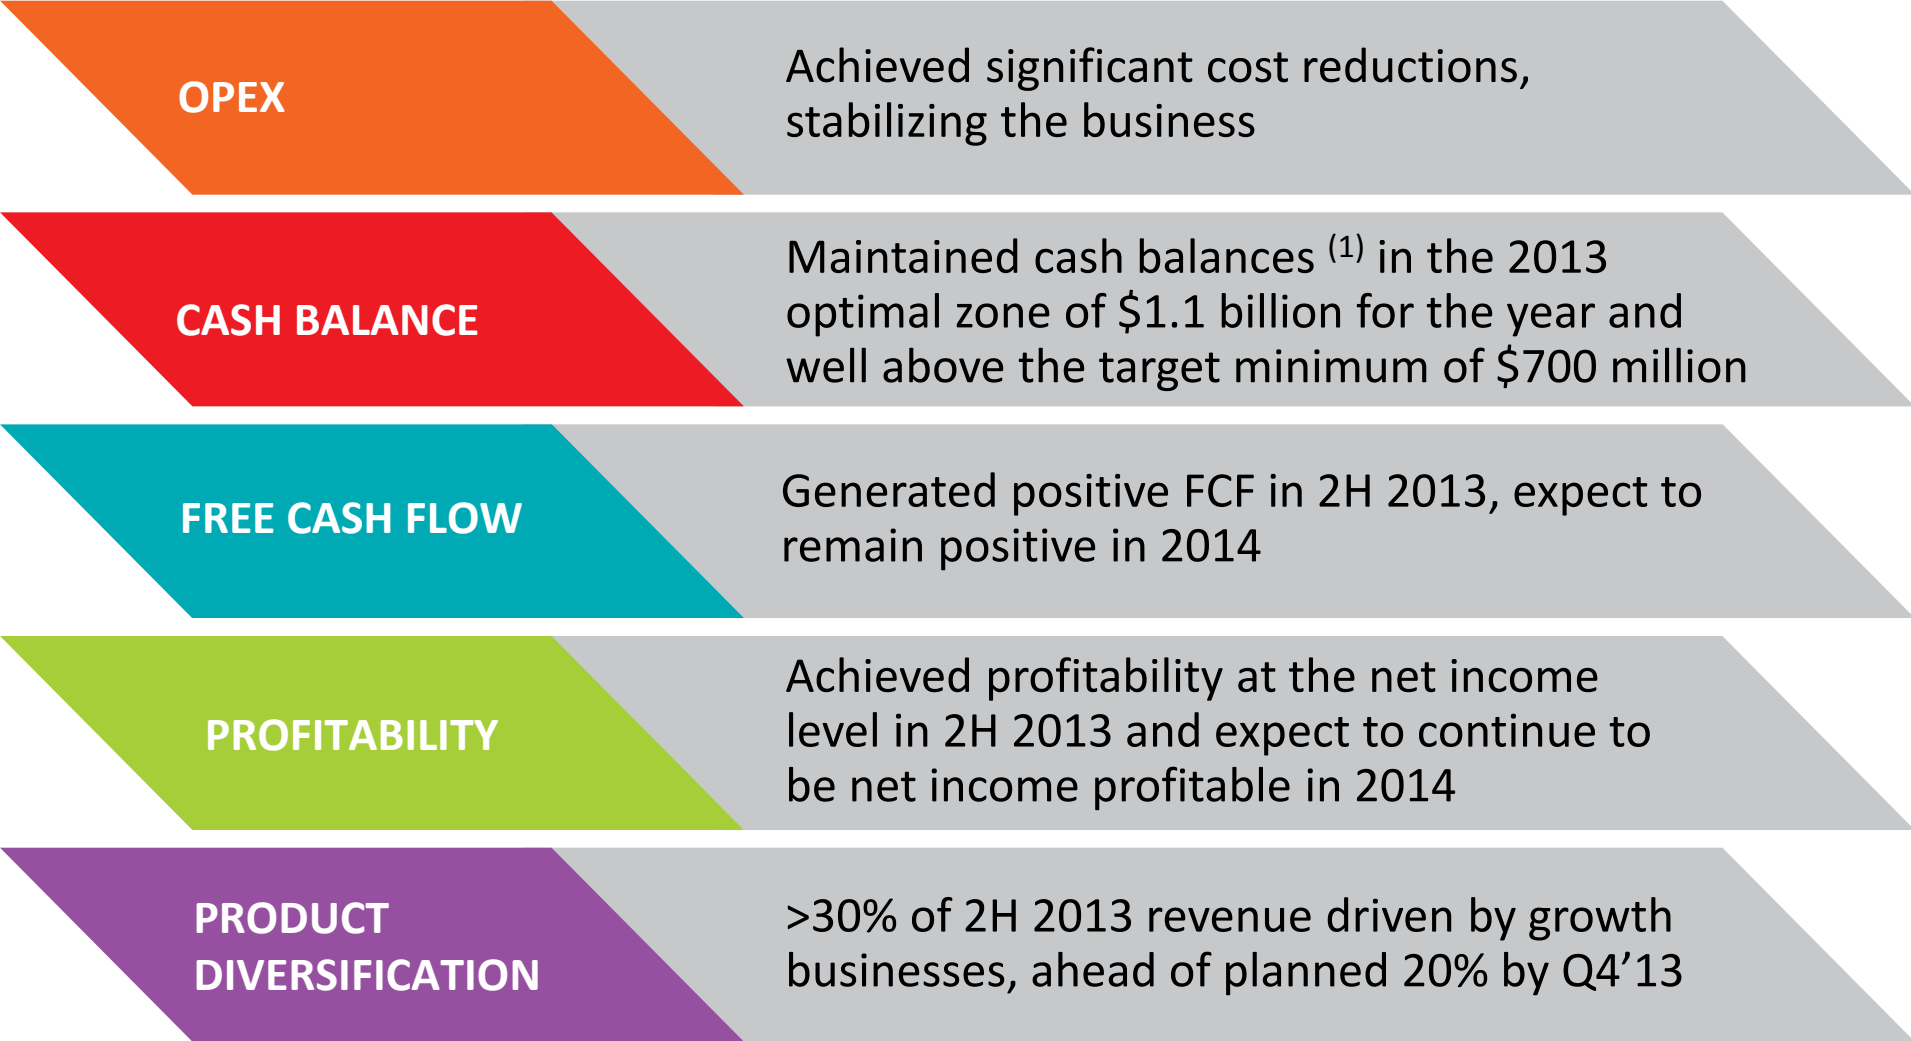 OPEX
Achieved significant cost reductions,
stabilizing the business
CASH BALANCE
Maintained cash balances (1) in the 2013
optimal zone of $1.1 billion for the year and
well above the target minimum of $700 million
FREE CASH FLOW
Generated positive FCF in 2H 2013, expect to
remain positive in 2014
PROFITABILITY
Achieved profitability at the net income
level in 2H 2013 and expect to continue to
be net income profitable in 2014
PRODUCT
DIVERSIFICATION
>30% of 2H 2013 revenue driven by growth
businesses, ahead of planned 20% by Q4’13